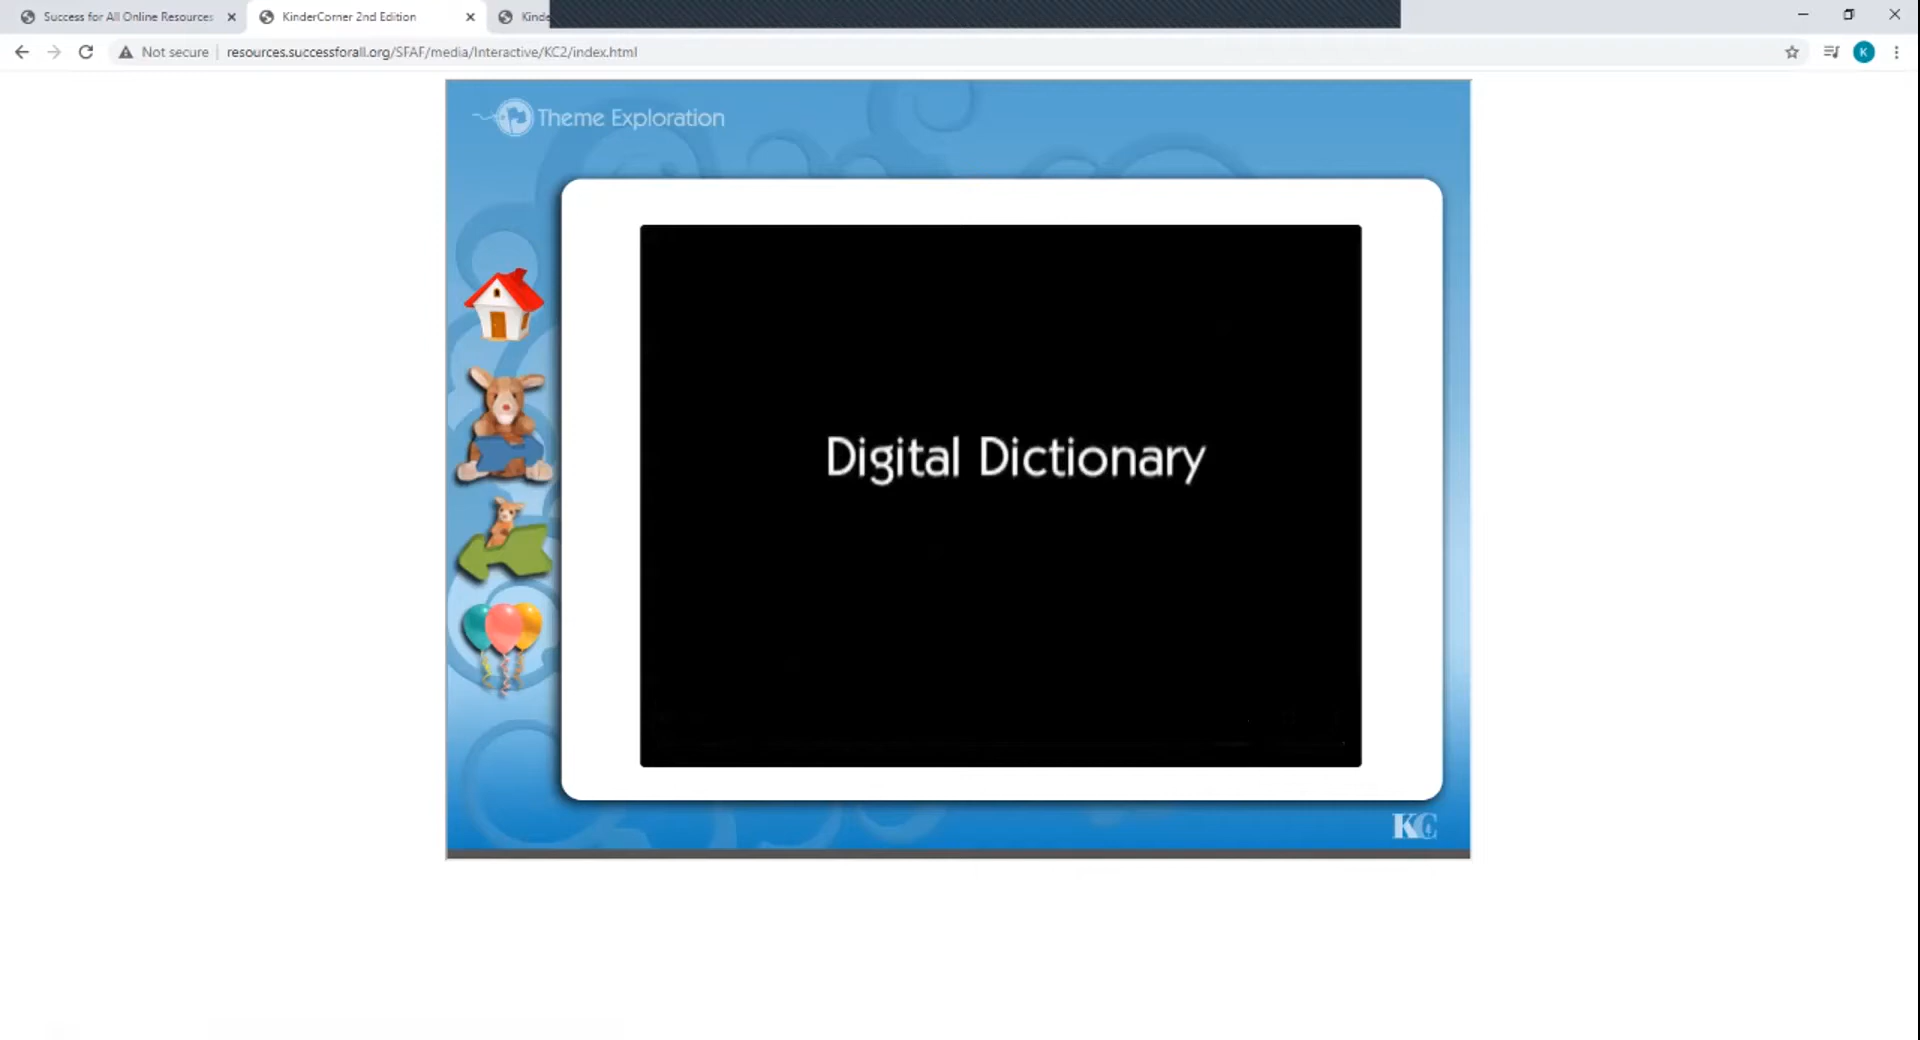 Success for All Online Resources
KinderCorner 2nd Edition
Kinde
Not secure
resources.successforall.org/SFAF/media/Interactive/KC2/index.html
K
Theme Exploration
Digital Dictionary
KC